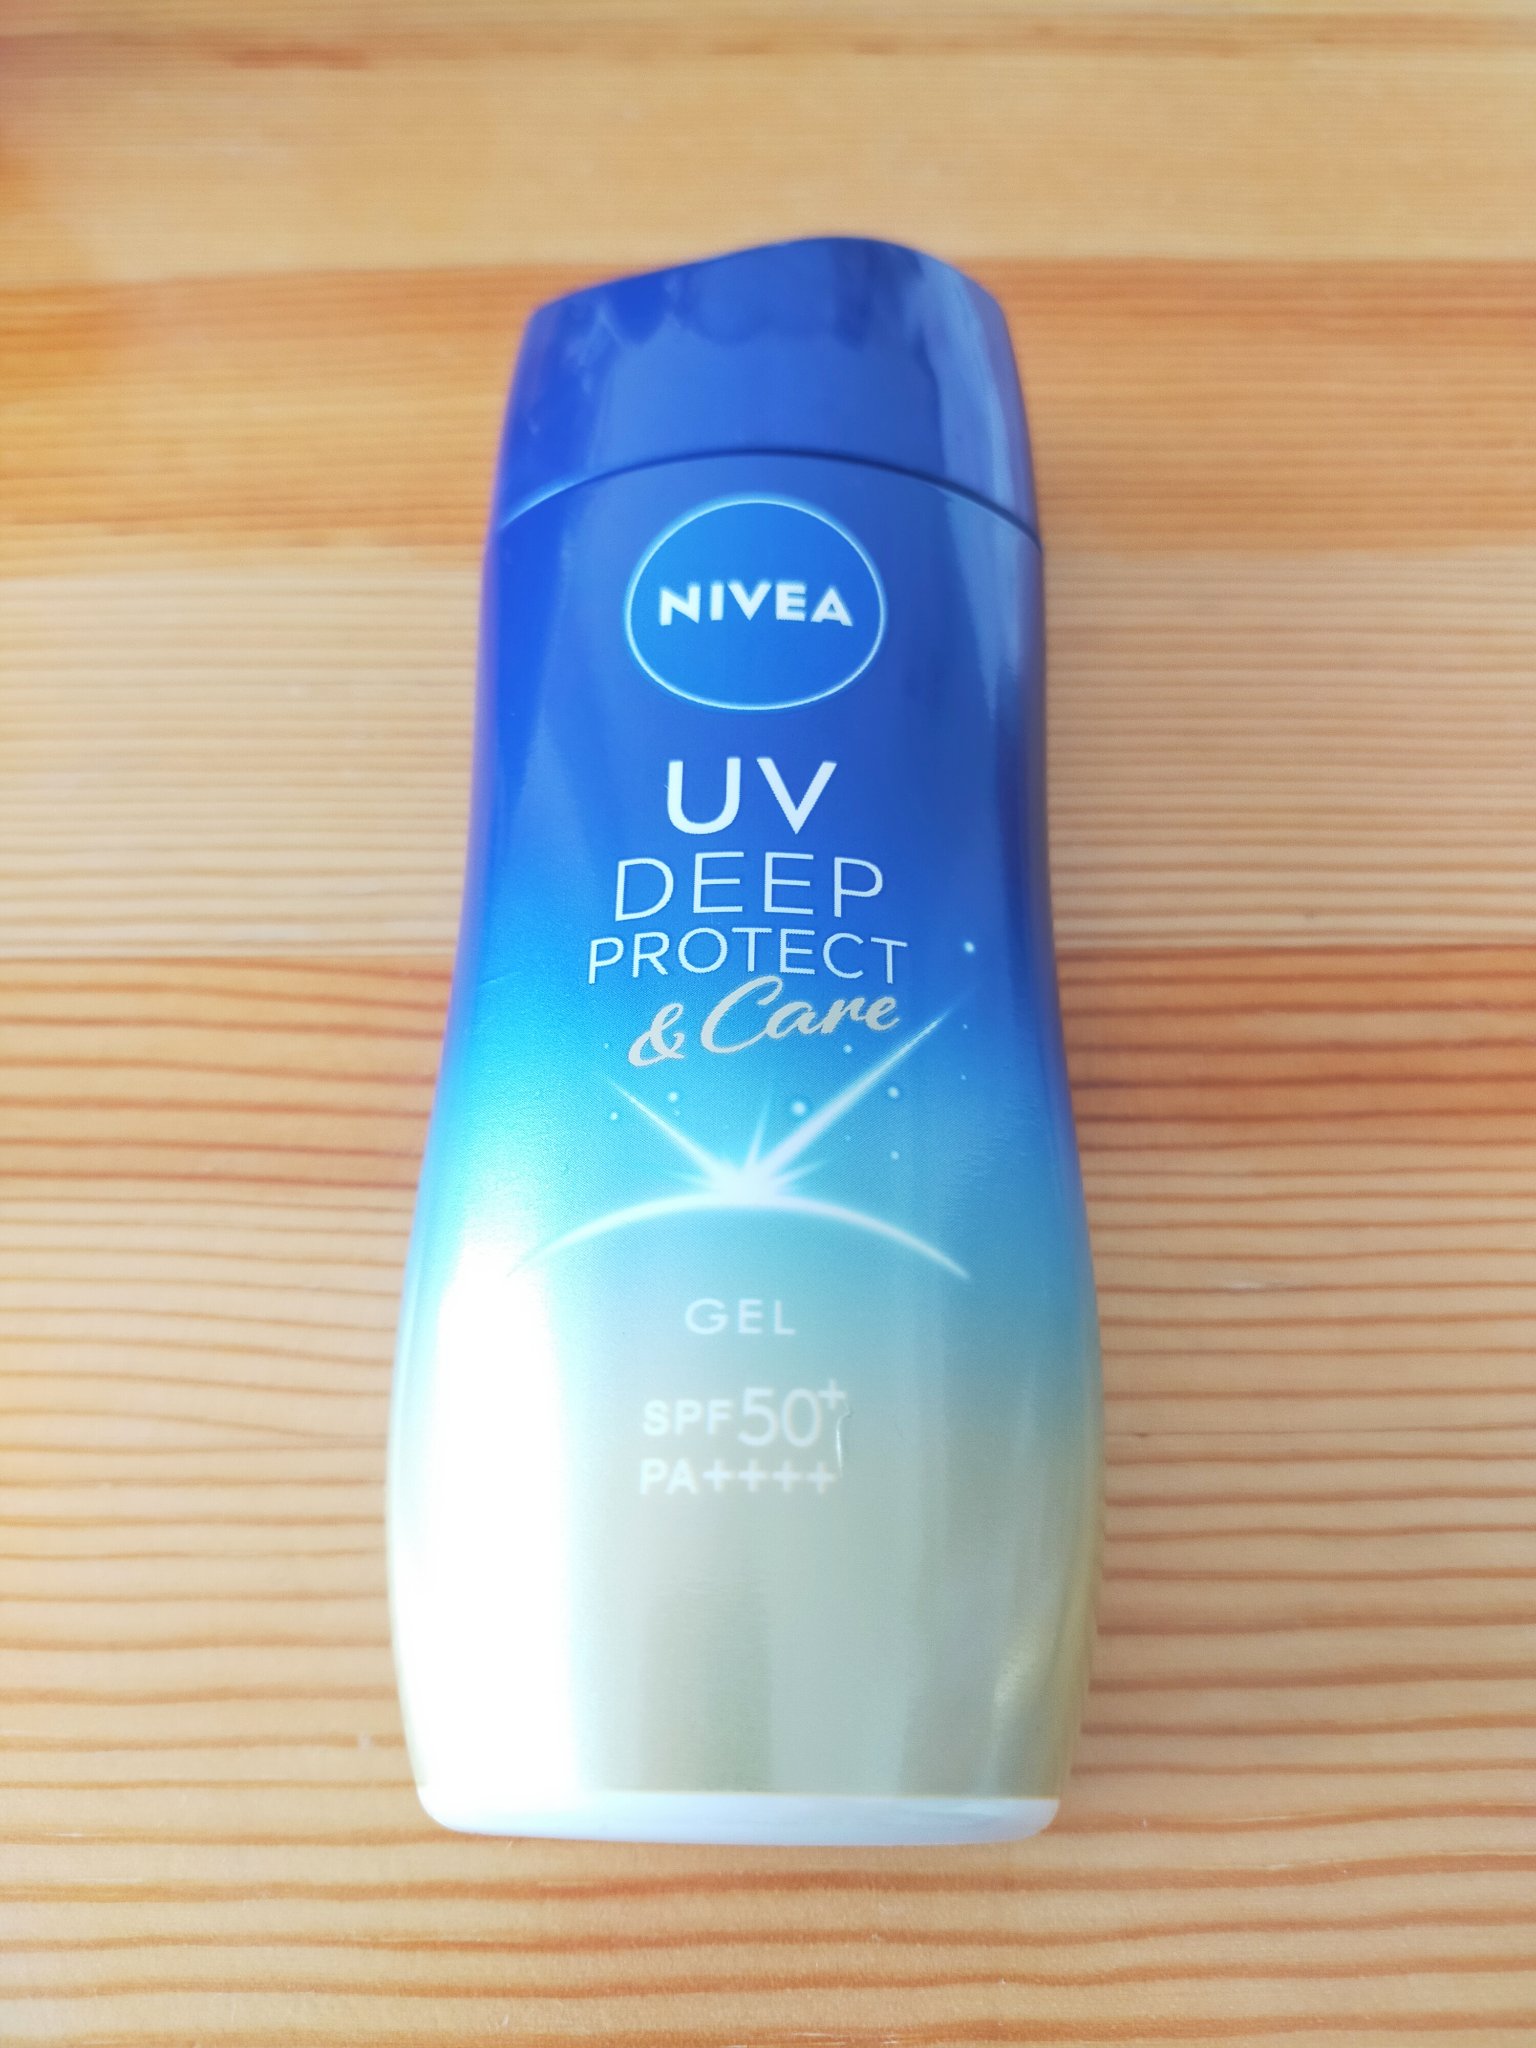 NIVEA
UV
DEEP
PROTECT
& Care
GEL
SPF50+
PA++++